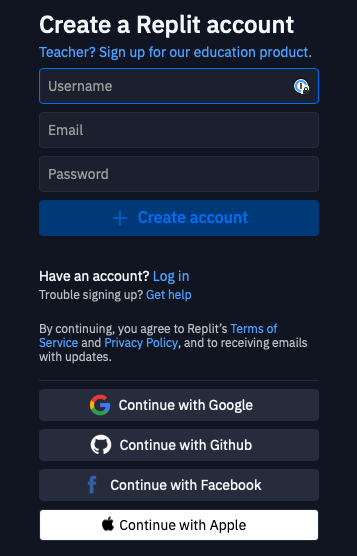 Create a Replit account
Teacher? Sign up for our education product.
Username
Email
Password
Create account
Have an account? Log in
Trouble signing up? Get help
By continuing, you agree to Replit's Terms of
Service and Privacy Policy, and to receiving emails
with updates.
Continue with Google
Continue with Github
Continue with Facebook
Continue with Apple